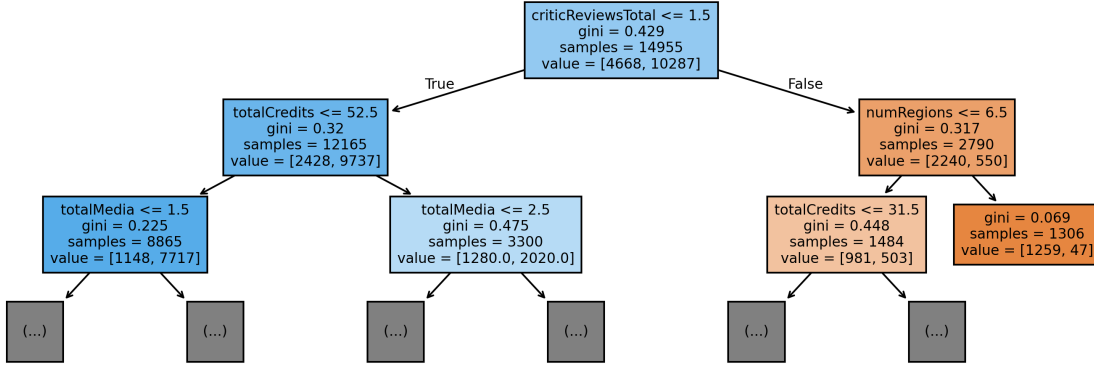 criticReviewsTotal <= 1.5
gini = 0.429
samples = 14955
value = [4668, 10287]
True
False
totalCredits <= 52.5
gini = 0.32
samples = 12165
value = [2428, 9737]
numRegions <= 6.5
gini = 0.317
samples = 2790
value = [2240, 550]
totalMedia <= 1.5
gini = 0.225
samples = 8865
value = [1148, 7717]
totalMedia <= 2.5
gini = 0.475
samples = 3300
value = [1280.0, 2020.0]
totalCredits <= 31.5
gini = 0.448
samples = 1484
value = [981, 503]
gini = 0.069
samples = 1306
value = [1259, 47]
(...)
(...)
(...)
(...)
(...)
(...)